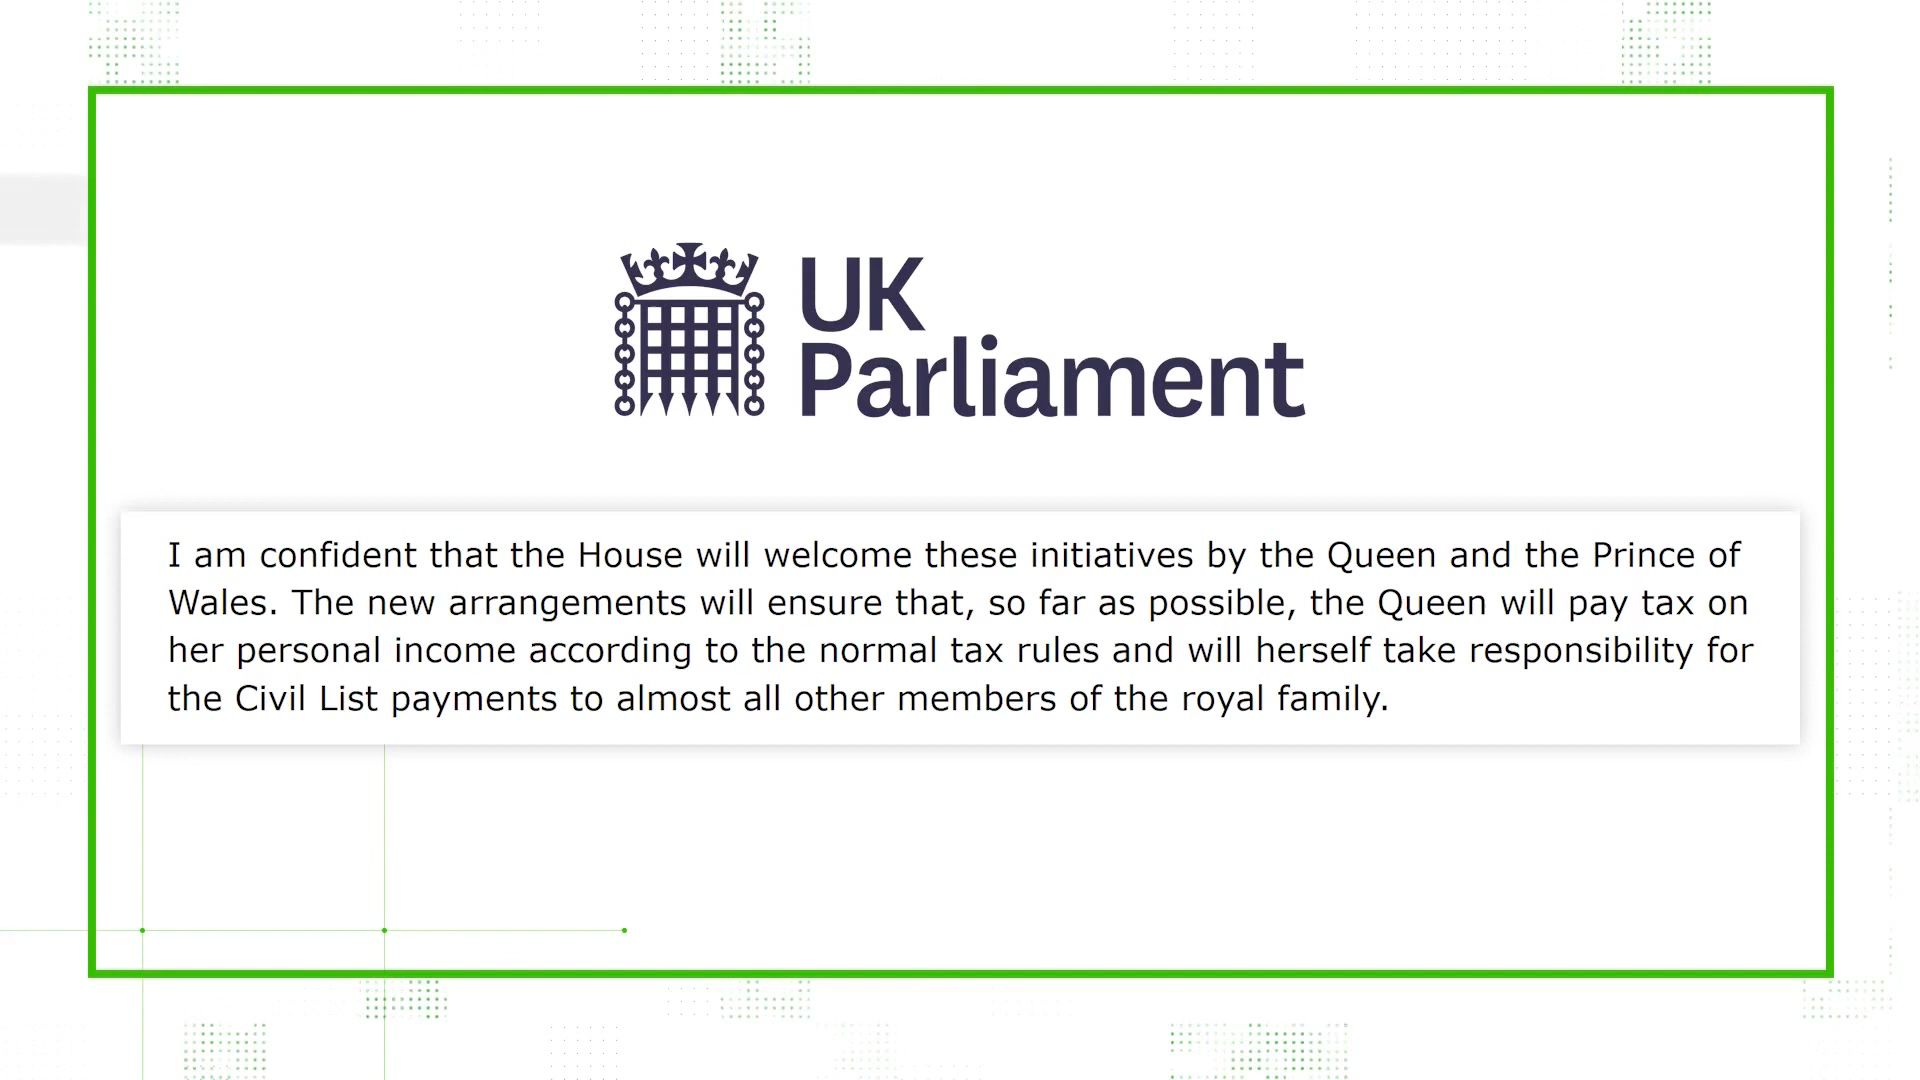 UK
Parliament
I am confident that the House will welcome these initiatives by the Queen and the Prince of
Wales. The new arrangements will ensure that, so far as possible, the Queen will pay tax on
her personal income according to the normal tax rules and will herself take responsibility for
the Civil List payments to almost all other members of the royal family.